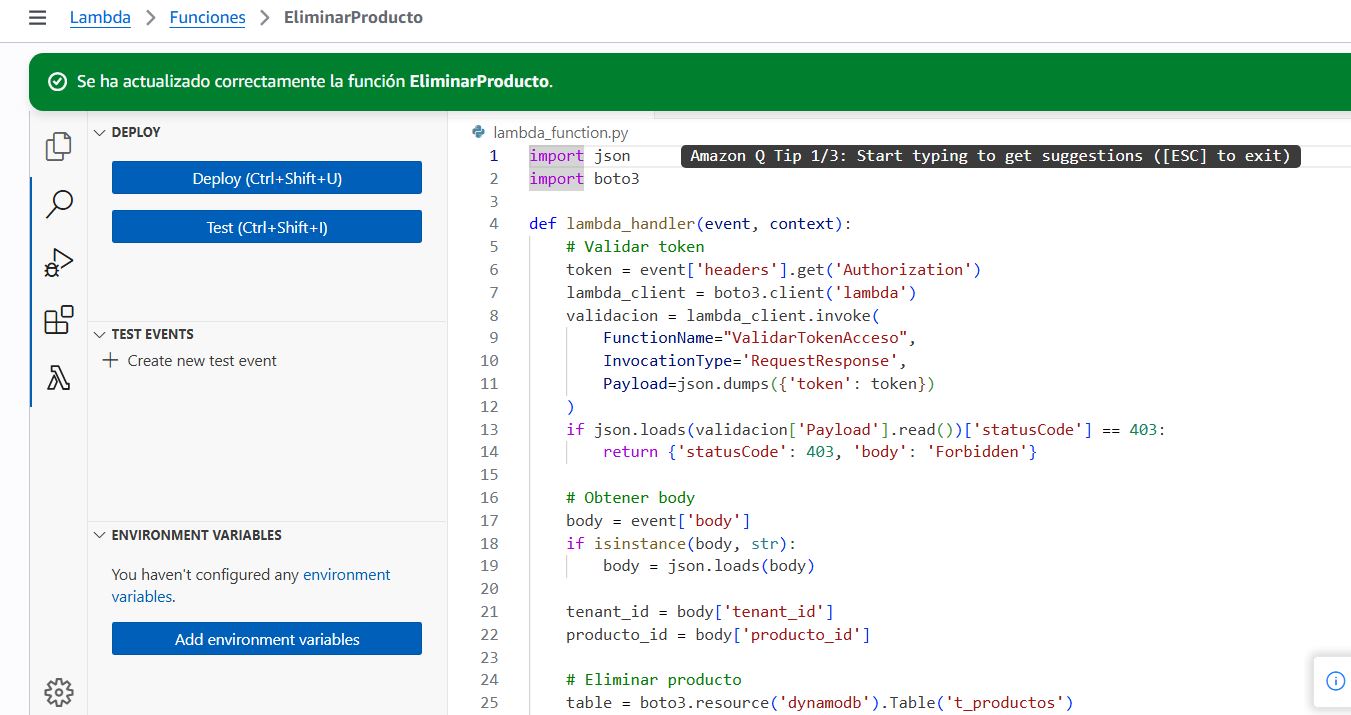 Lambda > Funciones > EliminarProducto
Se ha actualizado correctamente la función EliminarProducto.
DEPLOY
Deploy (Ctrl+Shift+U)
Test (Ctrl+Shift+I)
TEST EVENTS
+ Create new test event
ENVIRONMENT VARIABLES
You haven't configured any environment
variables.
Add environment variables
lambda_function.py
1 import json Amazon Q Tip 1/3: Start typing to get suggestions ([ESC] to exit)
2 import boto3
3
4 def lambda_handler(event, context):
5     # Validar token
6     token = event['headers'].get('Authorization')
7     lambda_client = boto3.client('lambda')
8     validacion = lambda_client.invoke(
9         FunctionName="ValidarTokenAcceso",
10         InvocationType='RequestResponse',
11         Payload=json.dumps({'token': token})
12     )
13     if json.loads(validacion['Payload'].read())['statusCode'] == 403:
14         return {'statusCode': 403, 'body': 'Forbidden'}
15
16     # Obtener body
17     body = event['body']
18     if isinstance(body, str):
19         body = json.loads(body)
20
21     tenant_id = body['tenant_id']
22     producto_id = body['producto_id']
23
24     # Eliminar producto
25     table = boto3.resource('dynamodb').Table('t_productos')